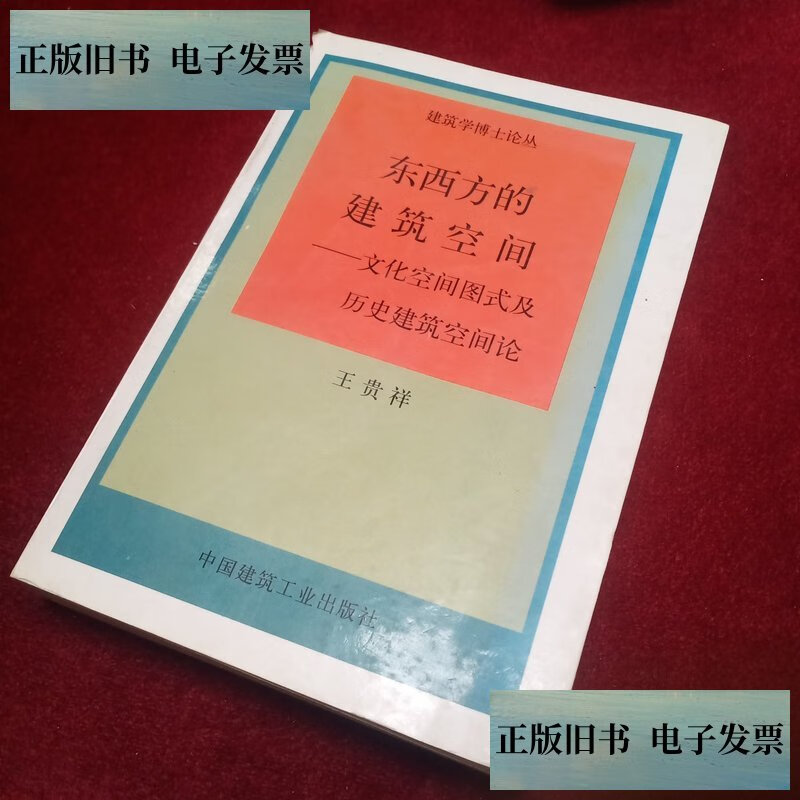 正版旧书 电子发票
建筑学博士论丛
东西方的
建筑空间
——文化空间图式及
历史建筑空间论
王贵祥
中国建筑工业出版社
正版旧书 电子发票